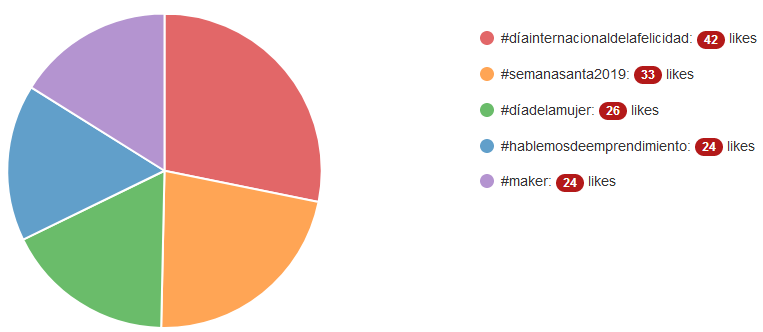 #díainternacionaldelafelicidad: 42 likes
#semanasanta2019: 33 likes
#díadelamujer: 26 likes
#hablemosdeemprendimiento: 24 likes
#maker: 24 likes